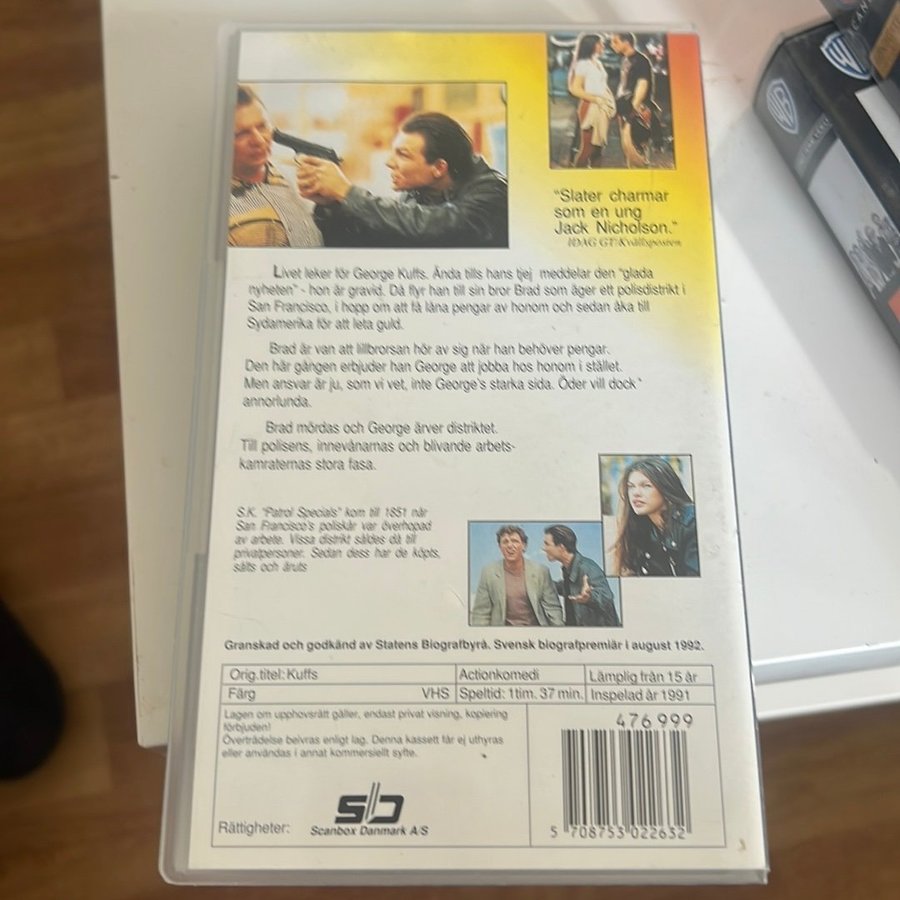 "Slater charmar
som en ung
Jack Nicholson."
IDAG GT/Kvällsposten
Livet leker för George Kuffs. Ända tills hans tjej meddelar den "glada
nyheten" - hon är gravid. Då flyr han till sin bror Brad som äger ett polisdistrikt i
San Francisco, i hopp om att få låna pengar av honom och sedan åka till
Sydamerika för att leta guld.
Brad är van att lillbrorsan hör av sig när han behöver pengar.
Den här gången erbjuder han George att jobba hos honom i stället.
Men ansvar är ju, som vi vet, inte George's starka sida. Öder vill dock
annorlunda.
Brad mördas och George ärver distriktet.
Till polisens, innevånarnas och blivande arbets-
kamraternas stora fasa.
S.K. "Patrol Specials" kom till 1851 när
San Francisco's poliskår var överhopad
av arbete. Vissa distrikt såldes då till
privatpersoner. Sedan dess har de köpts,
sålts och ärvts
Granskad och godkänd av Statens Biografbyrå. Svensk biografpremiär i august 1992.
Orig.titel: Kuffs Actionkomedi Lämplig från 15 år
Färg VHS Speltid: 1tim. 37 min. Inspelad år 1991
Lagen om upphovsrätt gäller, endast privat visning, kopiering
förbjuden!
Överträdelse beivras enligt lag. Denna kassett får ej uthyras
eller användas i annat kommersiellt syfte.
476 999
Rättigheter:
Scanbox Danmark A/S
5 708753 022632
WB
WB